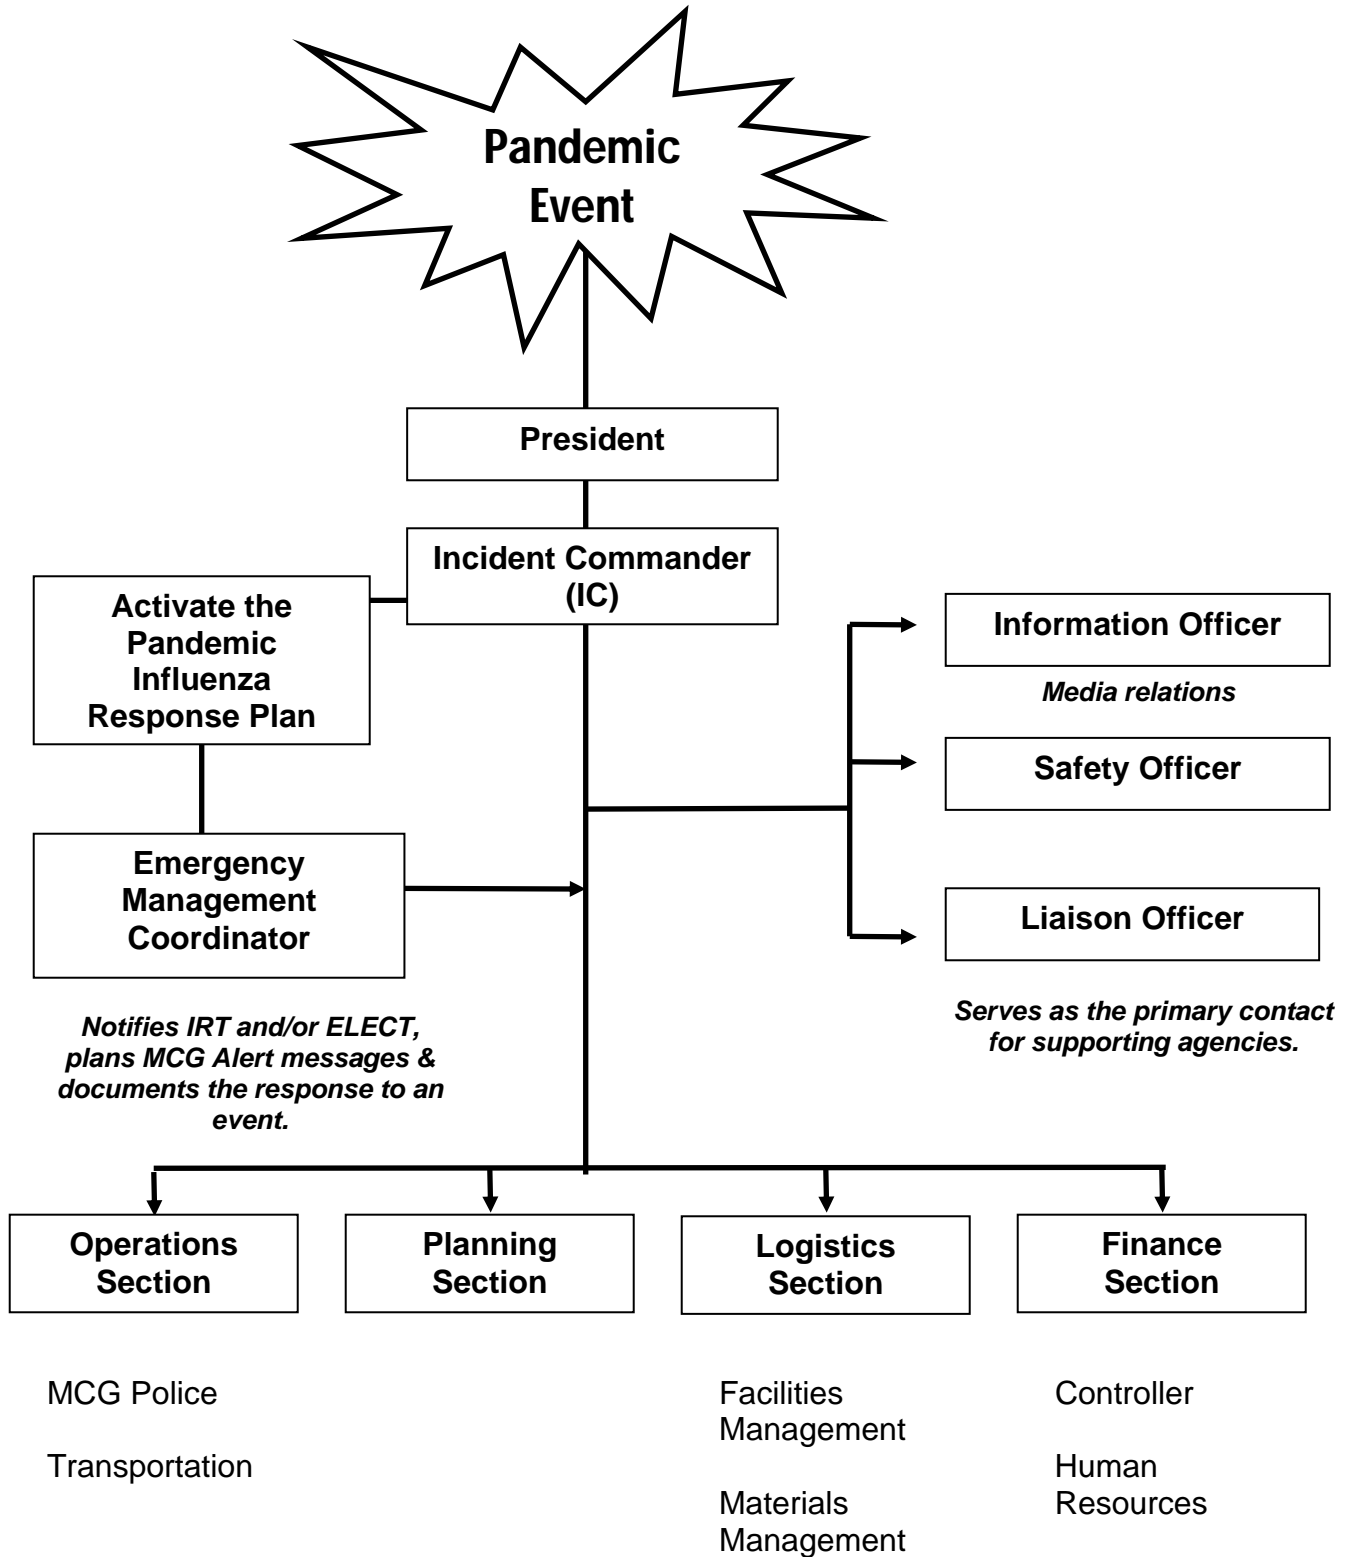 Pandemic
Event
President
Incident Commander
(IC)
Activate the
Pandemic
Influenza
Response Plan
Information Officer
Media relations
Safety Officer
Emergency
Management
Coordinator
Liaison Officer
Notifies IRT and/or ELECT,
plans MCG Alert messages &
documents the response to an
event.
Serves as the primary contact
for supporting agencies.
Operations
Section
Planning
Section
Logistics
Section
Finance
Section
MCG Police
Transportation
Facilities
Management
Materials
Management
Controller
Human
Resources